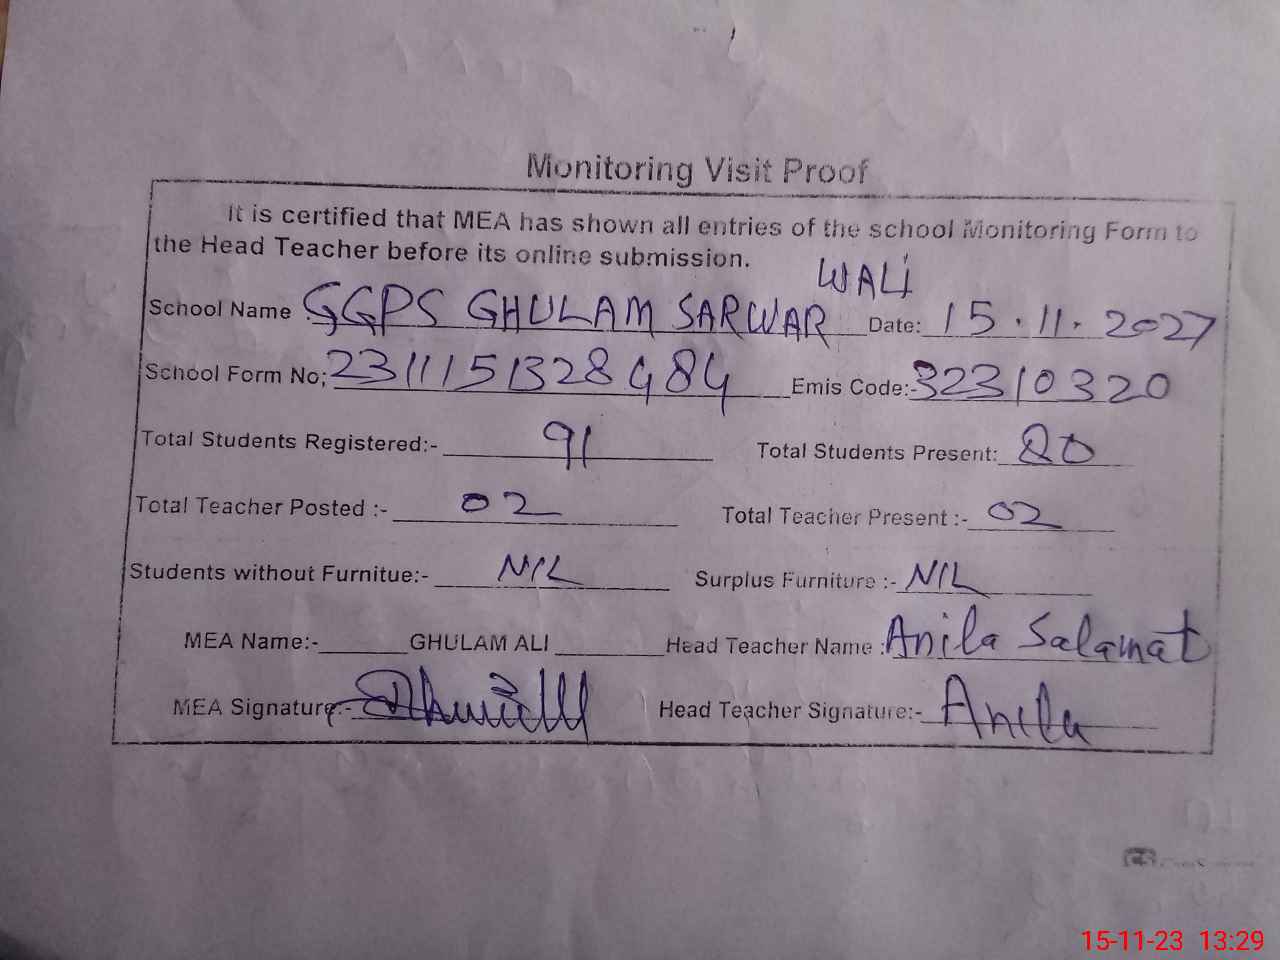 Monitoring Visit Proof
It is certified that MEA has shown all entries of the school Monitoring Form to
the Head Teacher before its online submission.
WALI
School Name : GGPS GHULAM SARWAR Date: 15.11.2027
School Form No; 2311151328484 Emis Code:- 32310320
Total Students Registered:- 91 Total Students Present: 80
Total Teacher Posted :- 02 Total Teacher Present :- 02
Students without Furnitue:- NIL Surplus Furniture :- NIL
MEA Name:- GHULAM ALI Head Teacher Name : Anila Salamat
MEA Signature:- Head Teacher Signature:- Anila
15-11-23 13:29